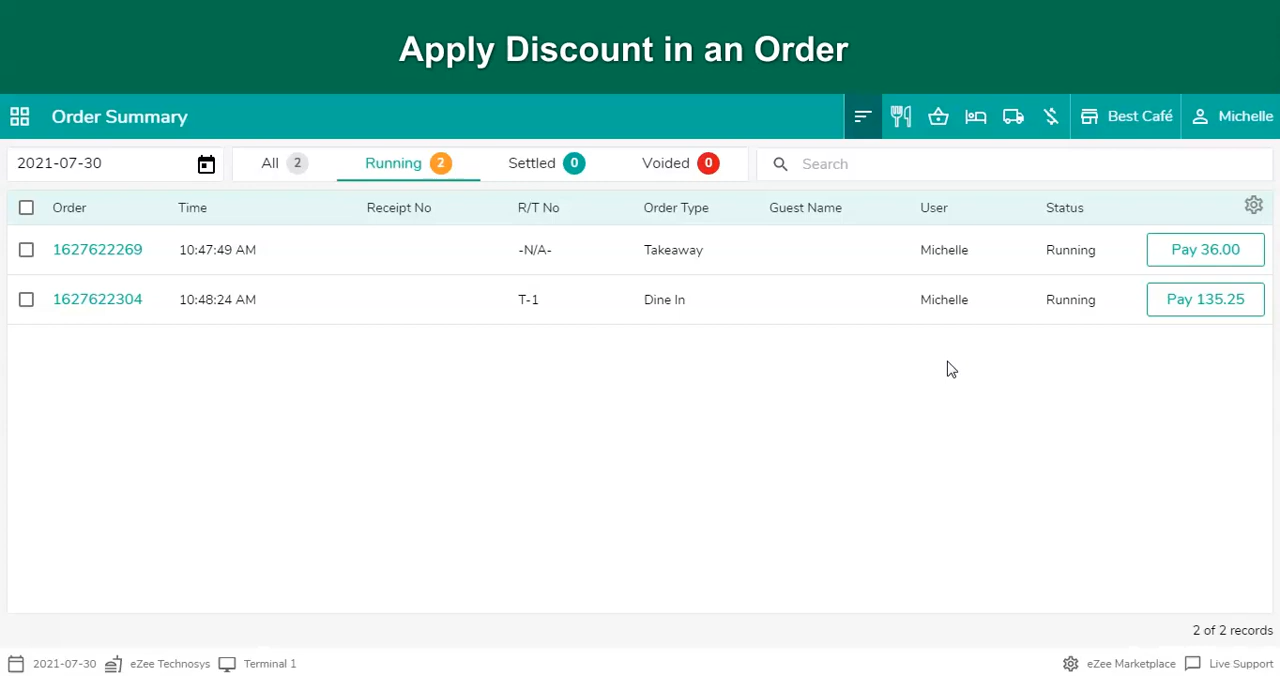 Apply Discount in an Order
Order Summary Best Café Michelle
2021-07-30 All 2 Running 2 Settled 0 Voided 0 Search
Order Time Receipt No R/T No Order Type Guest Name User Status
1627622269 10:47:49 AM -N/A- Takeaway Michelle Running Pay 36.00
1627622304 10:48:24 AM T-1 Dine In Michelle Running Pay 135.25
2 of 2 records
2021-07-30 eZee Technosys Terminal 1 eZee Marketplace Live Support